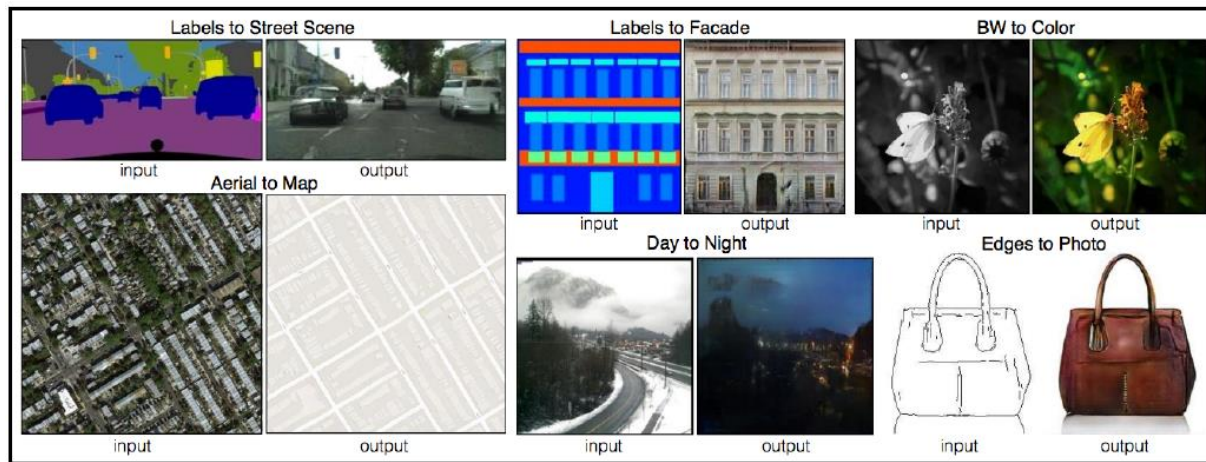 Labels to Street Scene
input
output
Aerial to Map
input
output
Labels to Facade
input
output
BW to Color
input
output
Day to Night
input
output
Edges to Photo
input
output